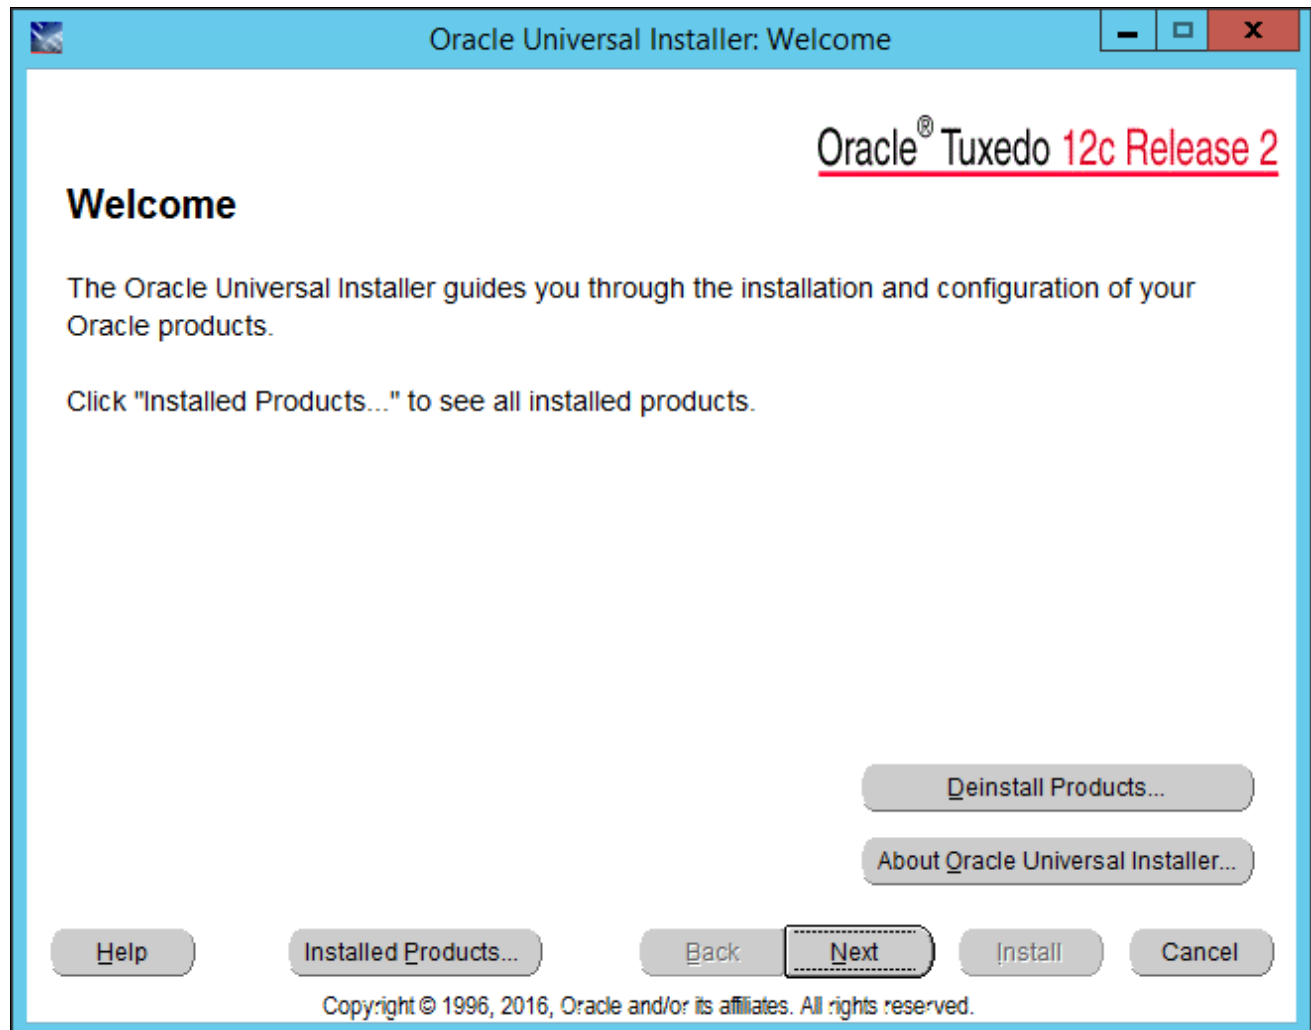 Oracle Universal Installer: Welcome
Oracle® Tuxedo 12c Release 2
Welcome
The Oracle Universal Installer guides you through the installation and configuration of your
Oracle products.
Click "Installed Products..." to see all installed products.
Deinstall Products...
About Oracle Universal Installer...
Help Installed Products... Back Next Install Cancel
Copyright © 1996, 2016, Oracle and/or its affiliates. All rights reserved.